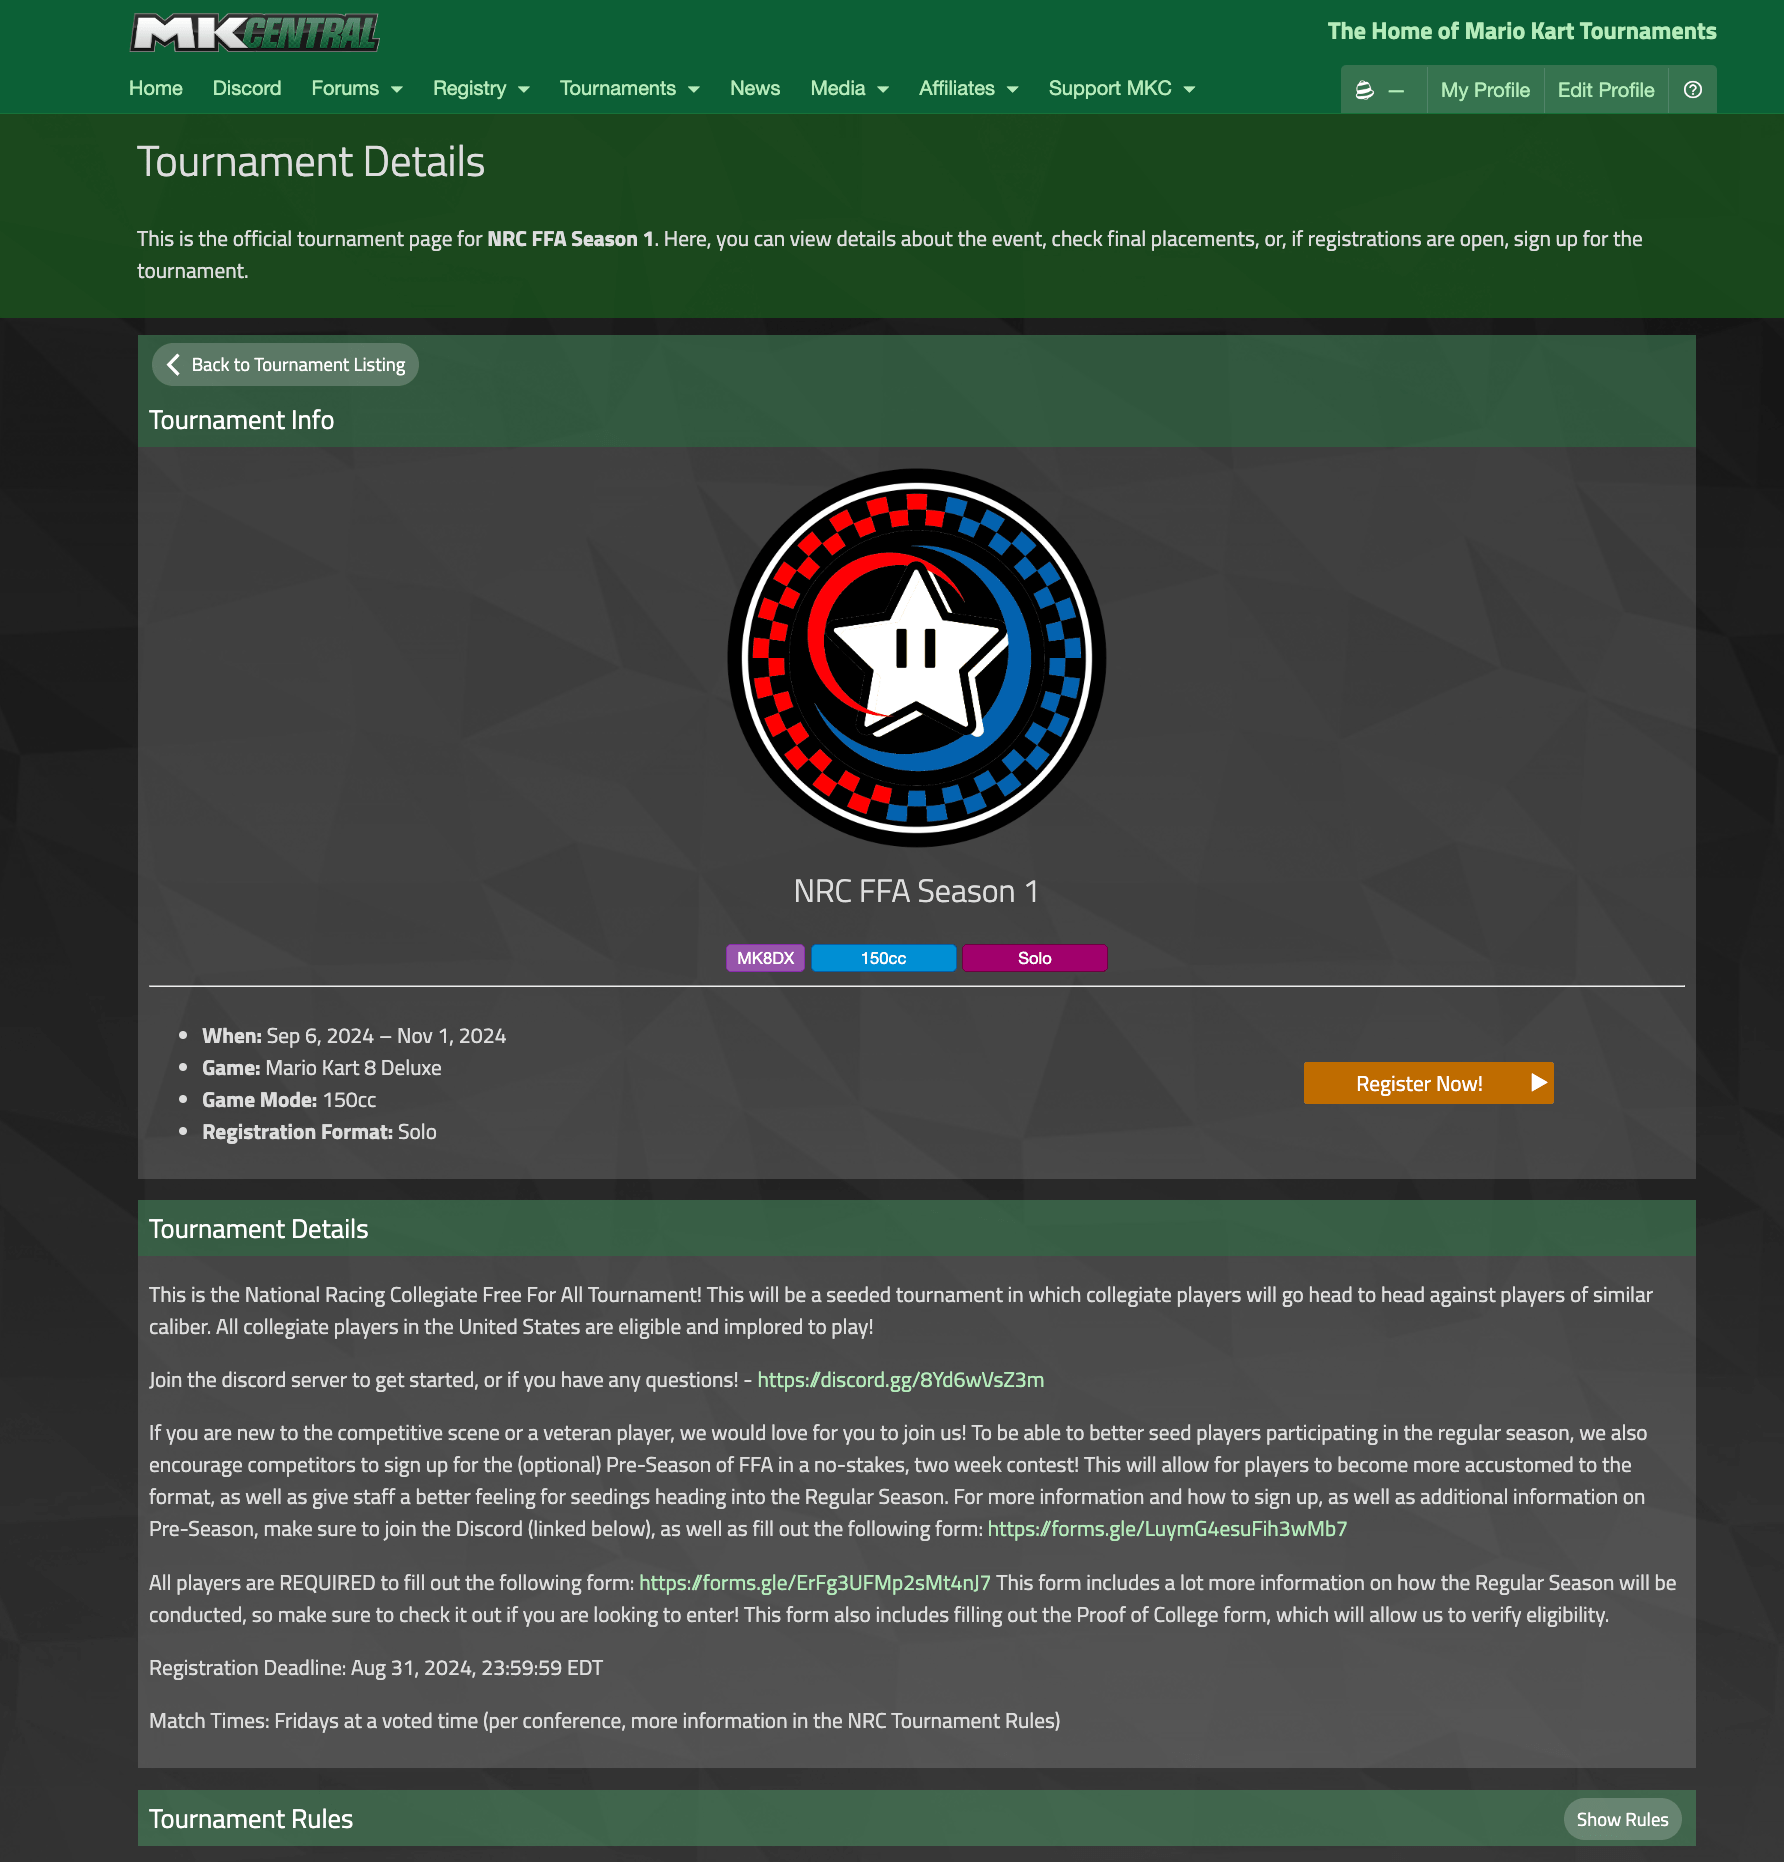 MKCENTRAL
The Home of Mario Kart Tournaments
Home Discord Forums Registry Tournaments News Media Affiliates Support MKC
— My Profile Edit Profile
Tournament Details
This is the official tournament page for NRC FFA Season 1. Here, you can view details about the event, check final placements, or, if registrations are open, sign up for the
tournament.
Back to Tournament Listing
Tournament Info
NRC FFA Season 1
MK8DX 150cc Solo
When: Sep 6, 2024 – Nov 1, 2024
Game: Mario Kart 8 Deluxe
Register Now!
Game Mode: 150cc
Registration Format: Solo
Tournament Details
This is the National Racing Collegiate Free For All Tournament! This will be a seeded tournament in which collegiate players will go head to head against players of similar
caliber. All collegiate players in the United States are eligible and implored to play!
Join the discord server to get started, or if you have any questions! - https://discord.gg/8Yd6wVsZ3m
If you are new to the competitive scene or a veteran player, we would love for you to join us! To be able to better seed players participating in the regular season, we also
encourage competitors to sign up for the (optional) Pre-Season of FFA in a no-stakes, two week contest! This will allow for players to become more accustomed to the
format, as well as give staff a better feeling for seedings heading into the Regular Season. For more information and how to sign up, as well as additional information on
Pre-Season, make sure to join the Discord (linked below), as well as fill out the following form: https://forms.gle/LuymG4esuFih3wMb7
All players are REQUIRED to fill out the following form: https://forms.gle/ErFg3UFMp2sMt4nJ7 This form includes a lot more information on how the Regular Season will be
conducted, so make sure to check it out if you are looking to enter! This form also includes filling out the Proof of College form, which will allow us to verify eligibility.
Registration Deadline: Aug 31, 2024, 23:59:59 EDT
Match Times: Fridays at a voted time (per conference, more information in the NRC Tournament Rules)
Tournament Rules
Show Rules